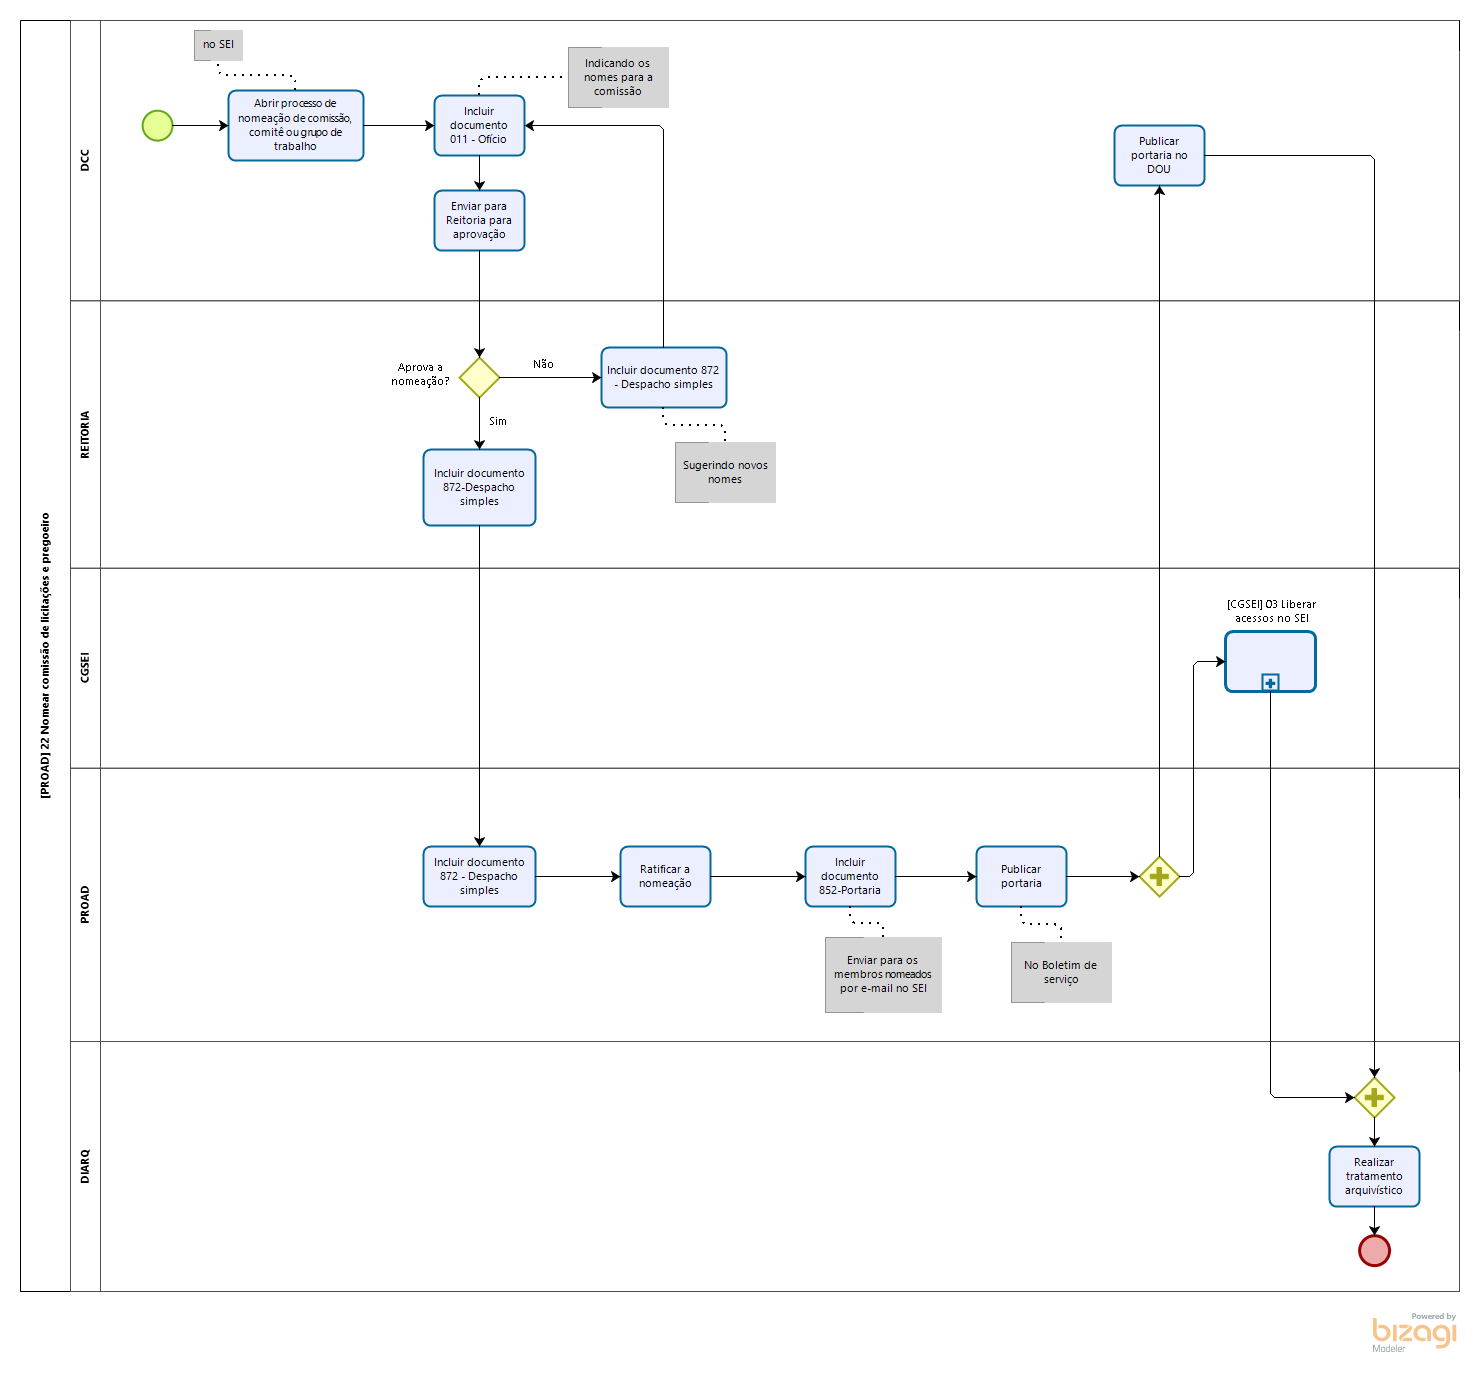 [PROAD] 22 Nomear comissão de licitações e pregoeiro
DCC
no SEI
Abrir processo de
nomeação de comissão,
comitê ou grupo de
trabalho
Incluir
documento
011 - Ofício
Indicando os
nomes para a
comissão
Enviar para
Reitoria para
aprovação
Publicar
portaria no
DOU
REITORIA
Aprova a
nomeação?
Não
Incluir documento 872
- Despacho simples
Sugerindo novos
nomes
Sim
Incluir documento
872-Despacho
simples
CGSEI
[CGSEI] 03 Liberar
acessos no SEI
PROAD
Incluir documento
872 - Despacho
simples
Ratificar a
nomeação
Incluir
documento
852-Portaria
Enviar para os
membros nomeados
por e-mail no SEI
Publicar
portaria
No Boletim de
serviço
DIARQ
Realizar
tratamento
arquivístico
Powered by
bizagi
Modeler